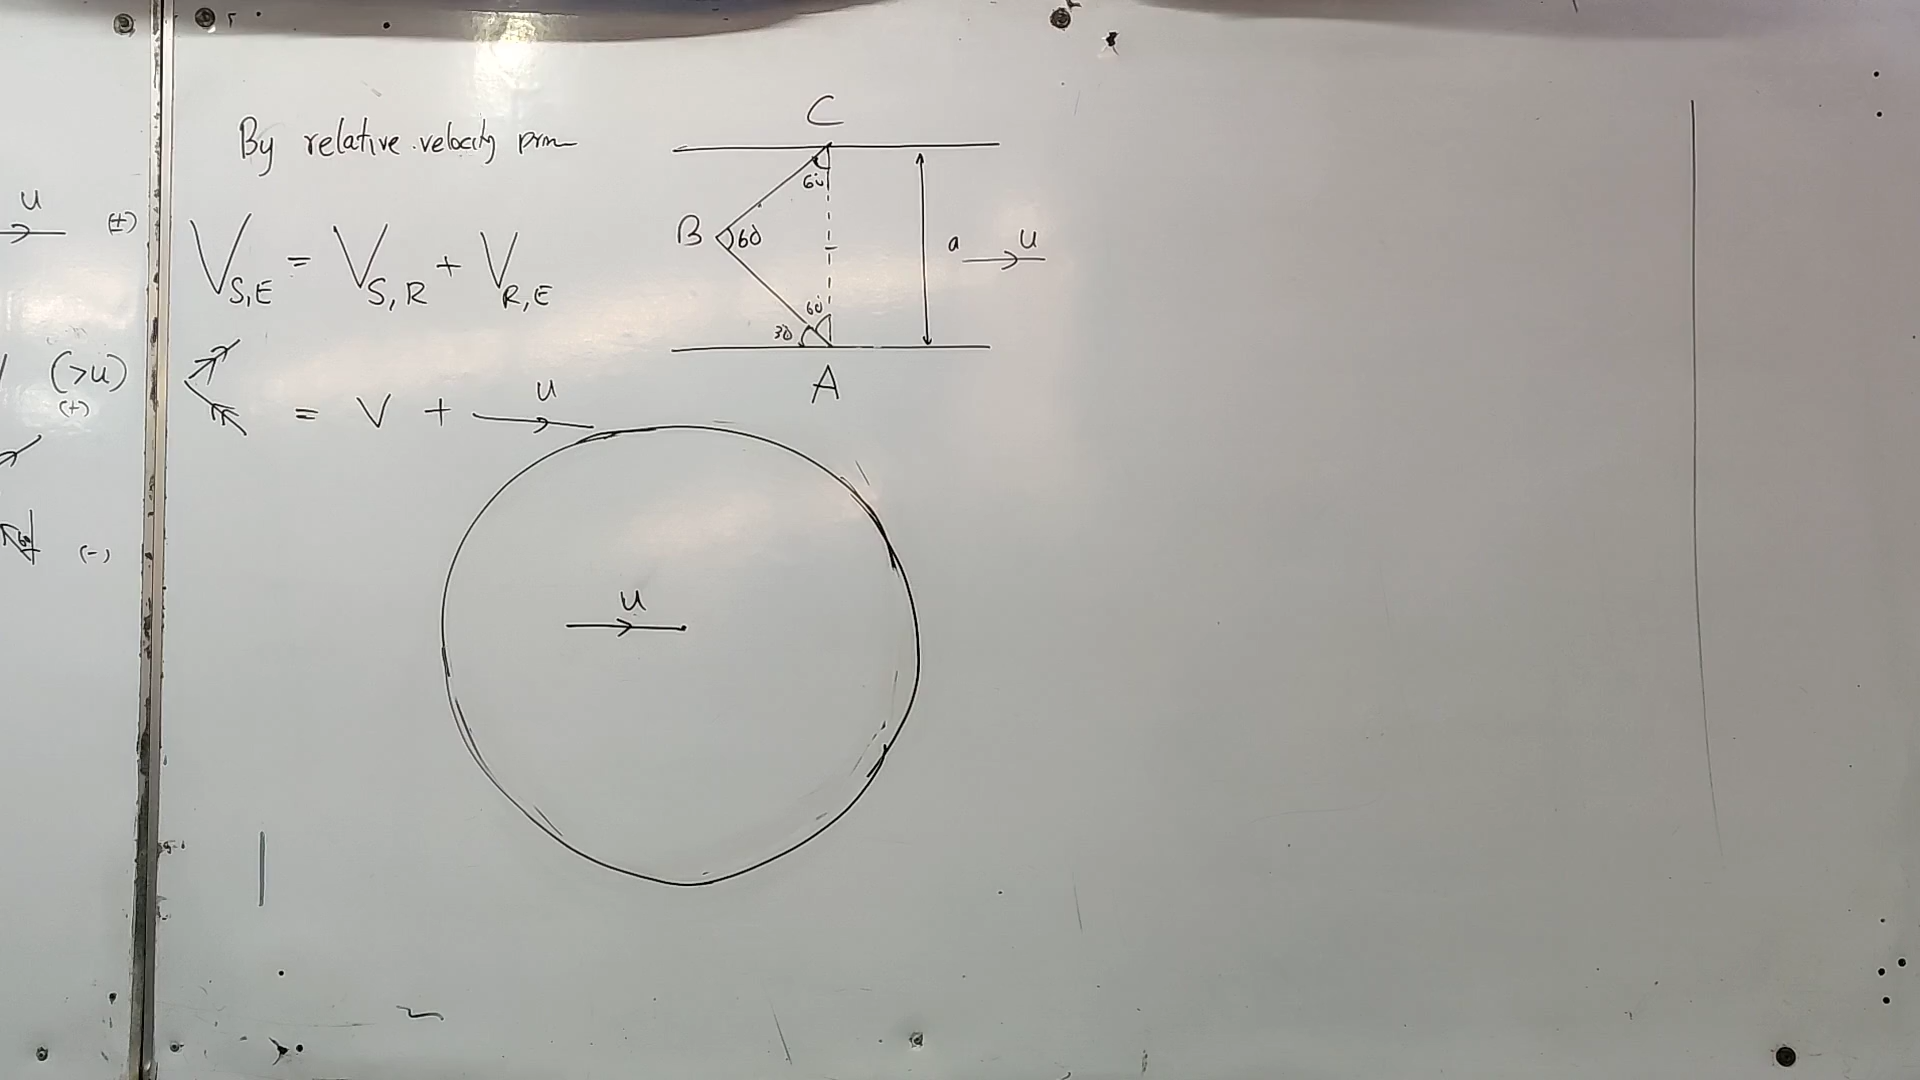 By relative velocity prin
u
(±)
V S,E = V S,R + V R,E
(>u)
(+)
= V + u
(-)
C
60
B 60
a u
60
30
A
u